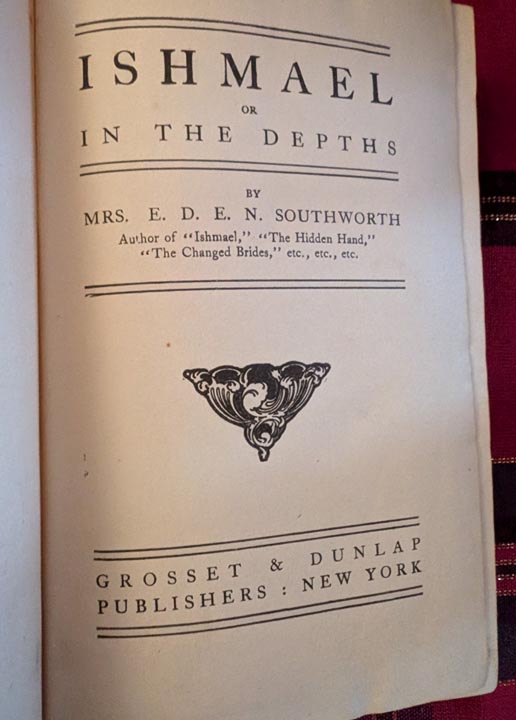 ISHMAEL
OR
IN THE DEPTHS
BY
MRS. E. D. E. N. SOUTHWORTH
Author of "Ishmael," "The Hidden Hand,"
"The Changed Brides," etc., etc., etc.
GROSSET & DUNLAP
PUBLISHERS : NEW YORK